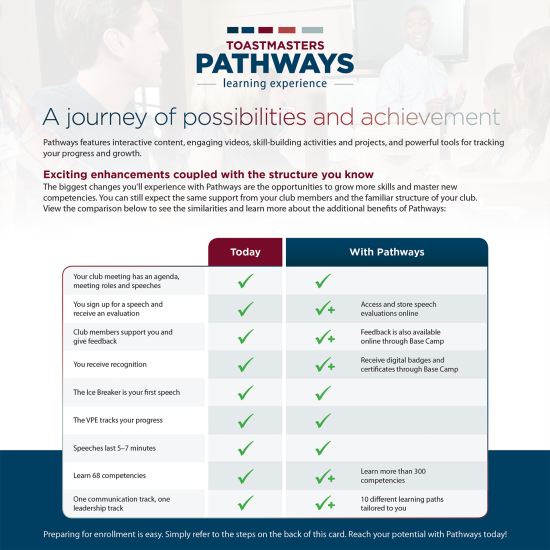 TOASTMASTERS
PATHWAYS
learning experience
A journey of possibilities and achievement
Pathways features interactive content, engaging videos, skill-building activities and projects, and powerful tools for tracking
your progress and growth.
Exciting enhancements coupled with the structure you know
The biggest changes you'll experience with Pathways are the opportunities to grow more skills and master new
competencies. You can still expect the same support from your club members and the familiar structure of your club.
View the comparison below to see the similarities and learn more about the additional benefits of Pathways:
Today With Pathways
Your club meeting has an agenda,
meeting roles and speeches
You sign up for a speech and
receive an evaluation
Access and store speech
evaluations online
Club members support you and
give feedback
Feedback is also available
online through Base Camp
You receive recognition
Receive digital badges and
certificates through Base Camp
The Ice Breaker is your first speech
The VPE tracks your progress
Speeches last 5–7 minutes
Learn 68 competencies
Learn more than 300
competencies
One communication track, one
leadership track
10 different learning paths
tailored to you
Preparing for enrollment is easy. Simply refer to the steps on the back of this card. Reach your potential with Pathways today!